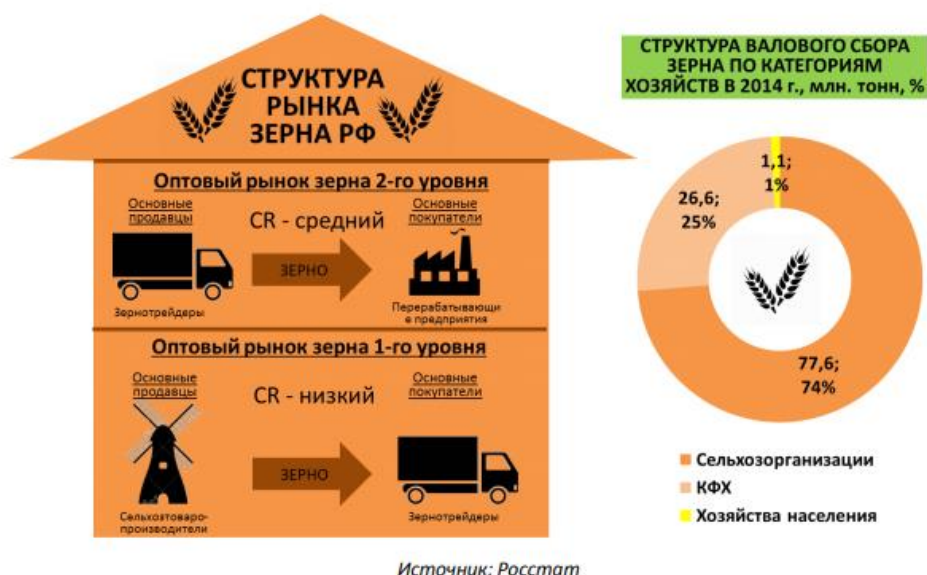 СТРУКТУРА
РЫНКА
ЗЕРНА РФ
Оптовый рынок зерна 2-го уровня
Основные
продавцы
CR - средний
Основные
покупатели
ЗЕРНО
Зернотрейдеры
Перерабатывающи
е предприятия
Оптовый рынок зерна 1-го уровня
Основные
продавцы
CR - низкий
Основные
покупатели
ЗЕРНО
Сельхозтоваро-
производители
Зернотрейдеры
СТРУКТУРА ВАЛОВОГО СБОРА
ЗЕРНА ПО КАТЕГОРИЯМ
ХОЗЯЙСТВ В 2014 г., млн. тонн, %
1,1;
1%
26,6;
25%
77,6;
74%
Сельхозорганизации
КФХ
Хозяйства населения
Источник: Росстат